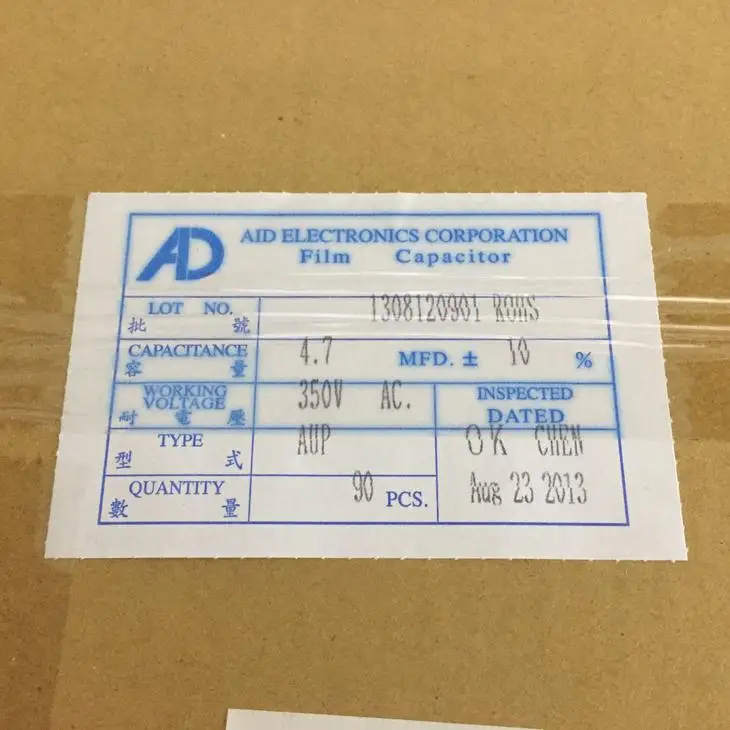 AD
AID ELECTRONICS CORPORATION
Film Capacitor
LOT NO. 1308120901 ROHS
批 號
CAPACITANCE 4.7 MFD. ± 10 %
容 量
WORKING VOLTAGE 350V AC. INSPECTED
耐 電 壓 DATED
TYPE AUP OK CHEN
型 式
QUANTITY 90 PCS. Aug 23 2013
數 量